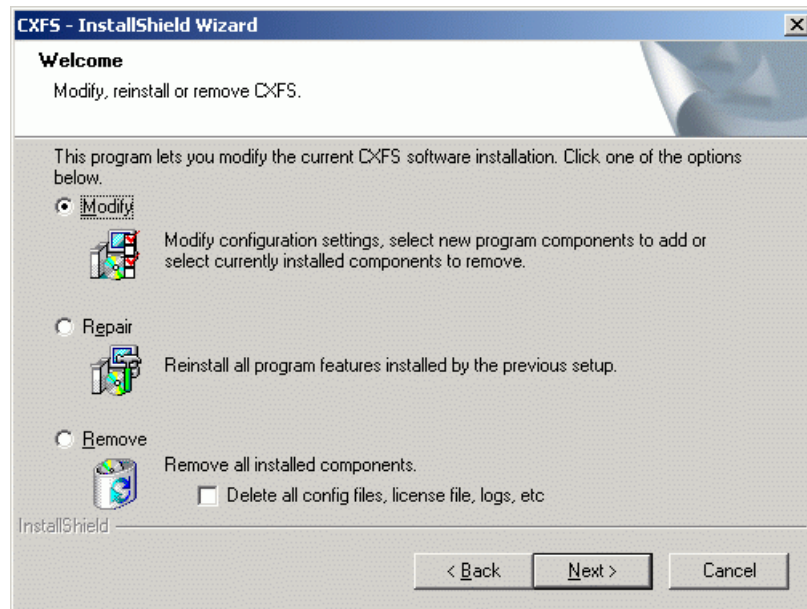 CXFS - InstallShield Wizard
Welcome
Modify, reinstall or remove CXFS.
This program lets you modify the current CXFS software installation. Click one of the options
below.
Modify
Modify configuration settings, select new program components to add or
select currently installed components to remove.
Repair
Reinstall all program features installed by the previous setup.
Remove
Remove all installed components.
Delete all config files, license file, logs, etc
InstallShield
< Back
Next >
Cancel